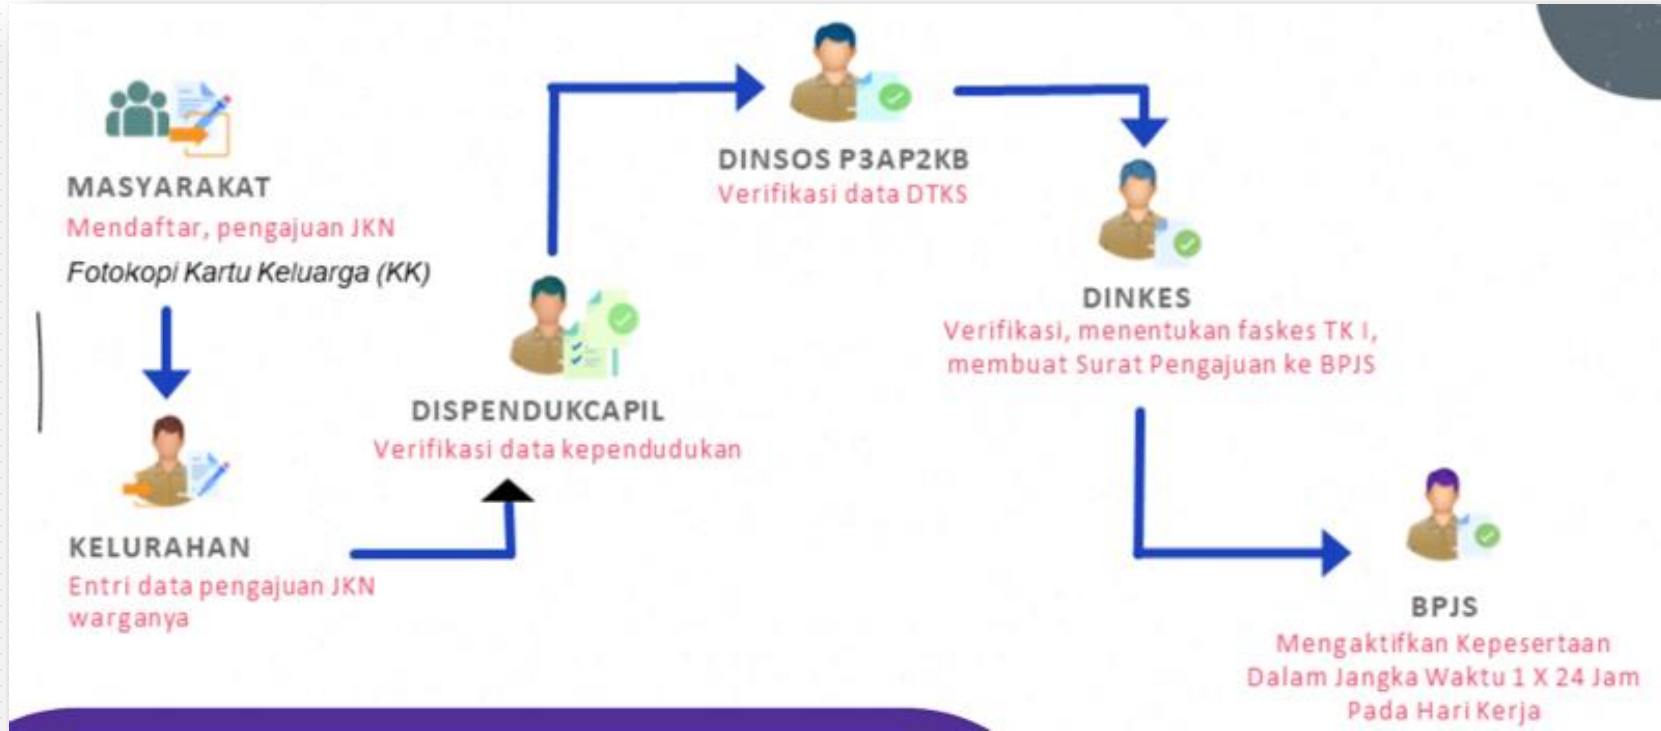 MASYARAKAT
Mendaftar, pengajuan JKN
Fotokopi Kartu Keluarga (KK)
KELURAHAN
Entri data pengajuan JKN
warganya
DISPENDUKCAPIL
Verifikasi data kependudukan
DINSOS P3AP2KB
Verifikasi data DTKS
DINKES
Verifikasi, menentukan faskes TK I,
membuat Surat Pengajuan ke BPJS
BPJS
Mengaktifkan Kepesertaan
Dalam Jangka Waktu 1 X 24 Jam
Pada Hari Kerja